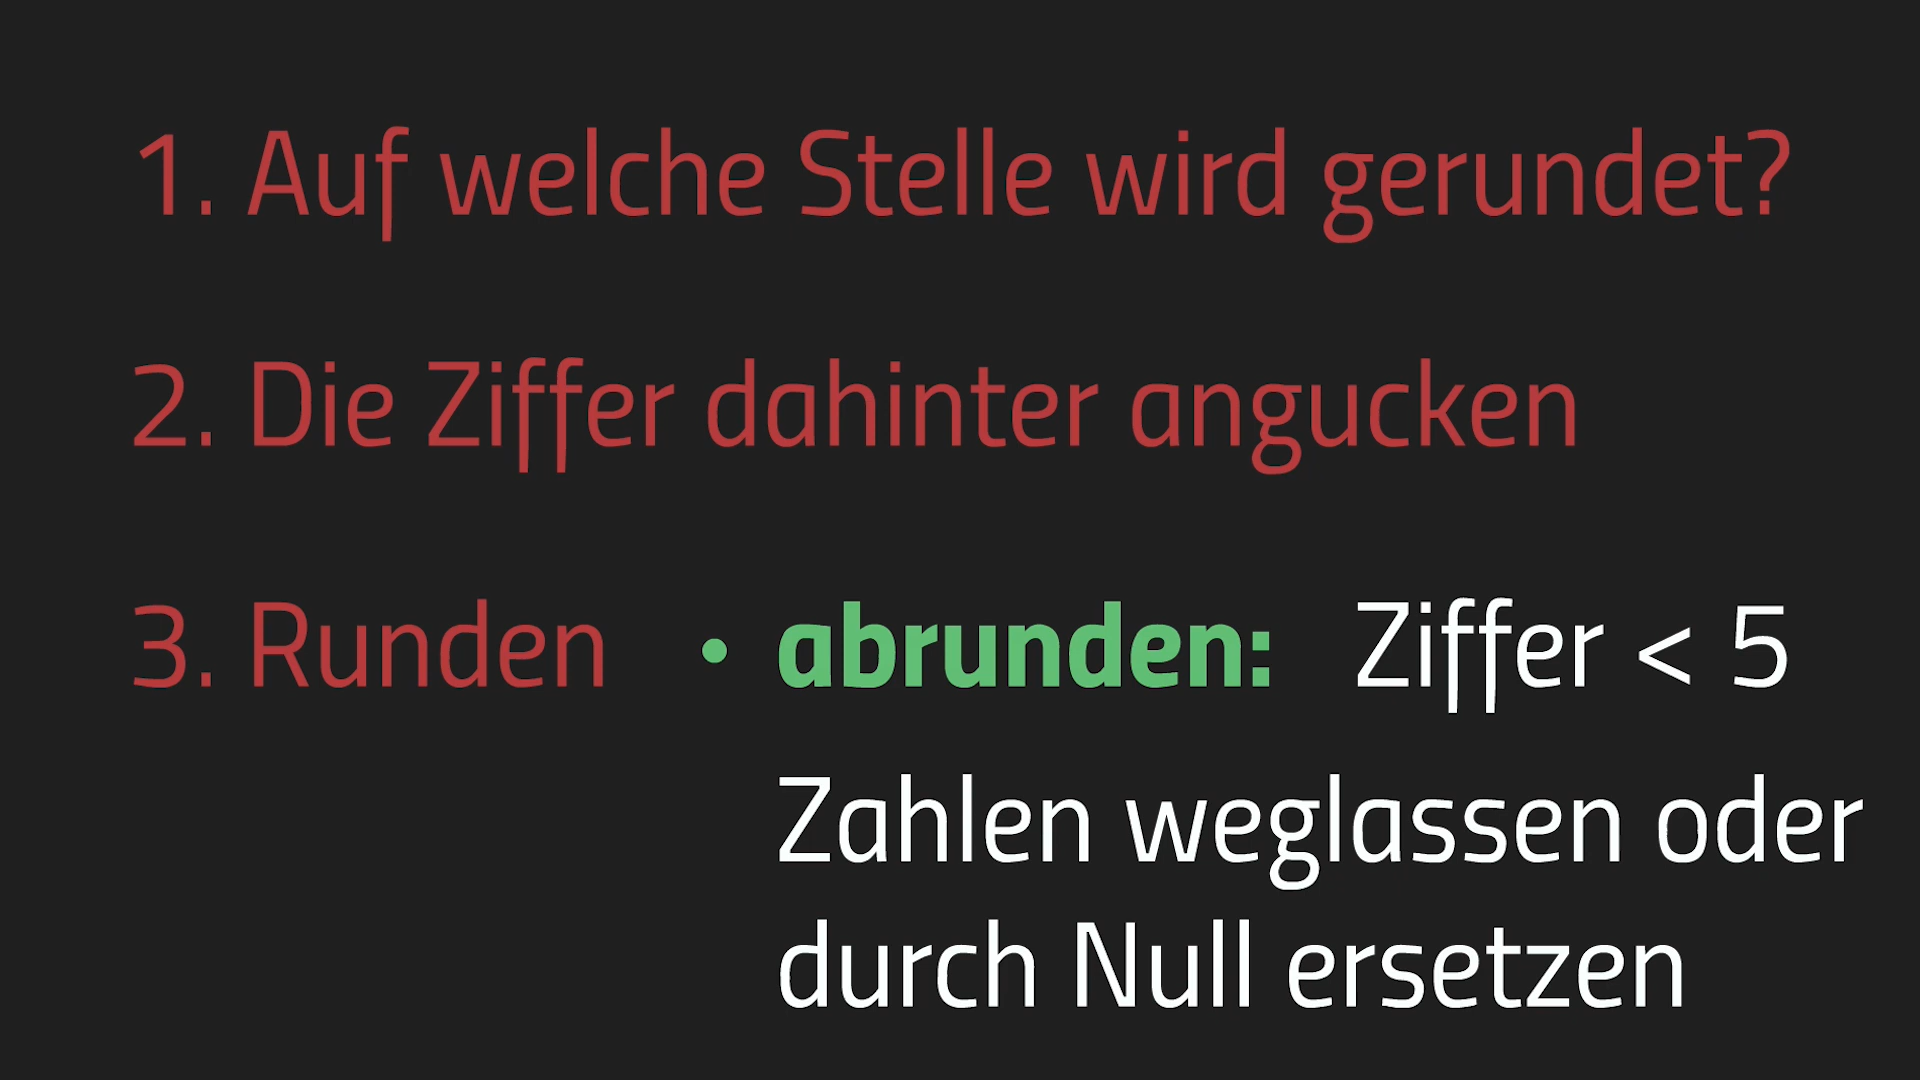 1. Auf welche Stelle wird gerundet?
2. Die Ziffer dahinter angucken
3. Runden • abrunden: Ziffer < 5
Zahlen weglassen oder
durch Null ersetzen